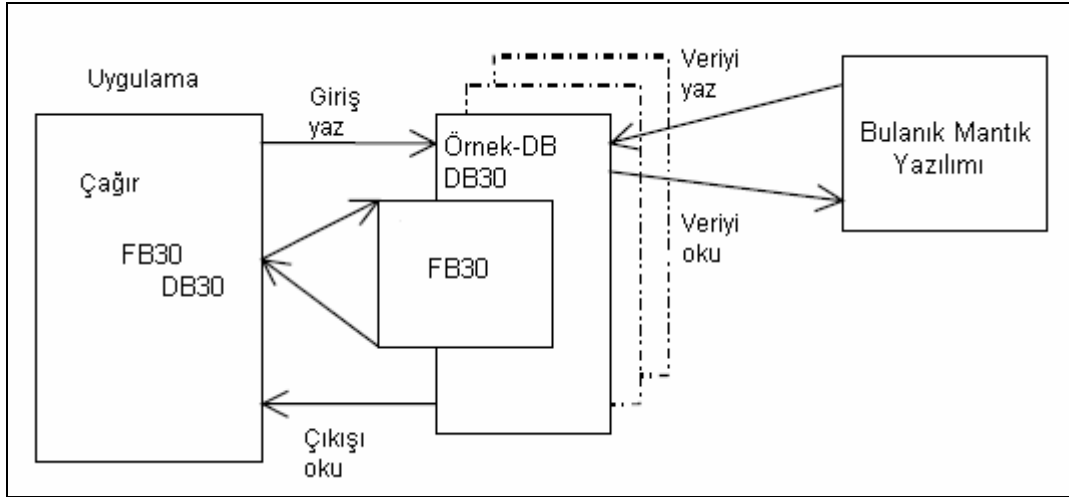 Uygulama
Çağır
FB30
DB30
Giriş
yaz
Örnek-DB
DB30
FB30
Çıkışı
oku
Veriyi
yaz
Veriyi
oku
Bulanık Mantık
Yazılımı